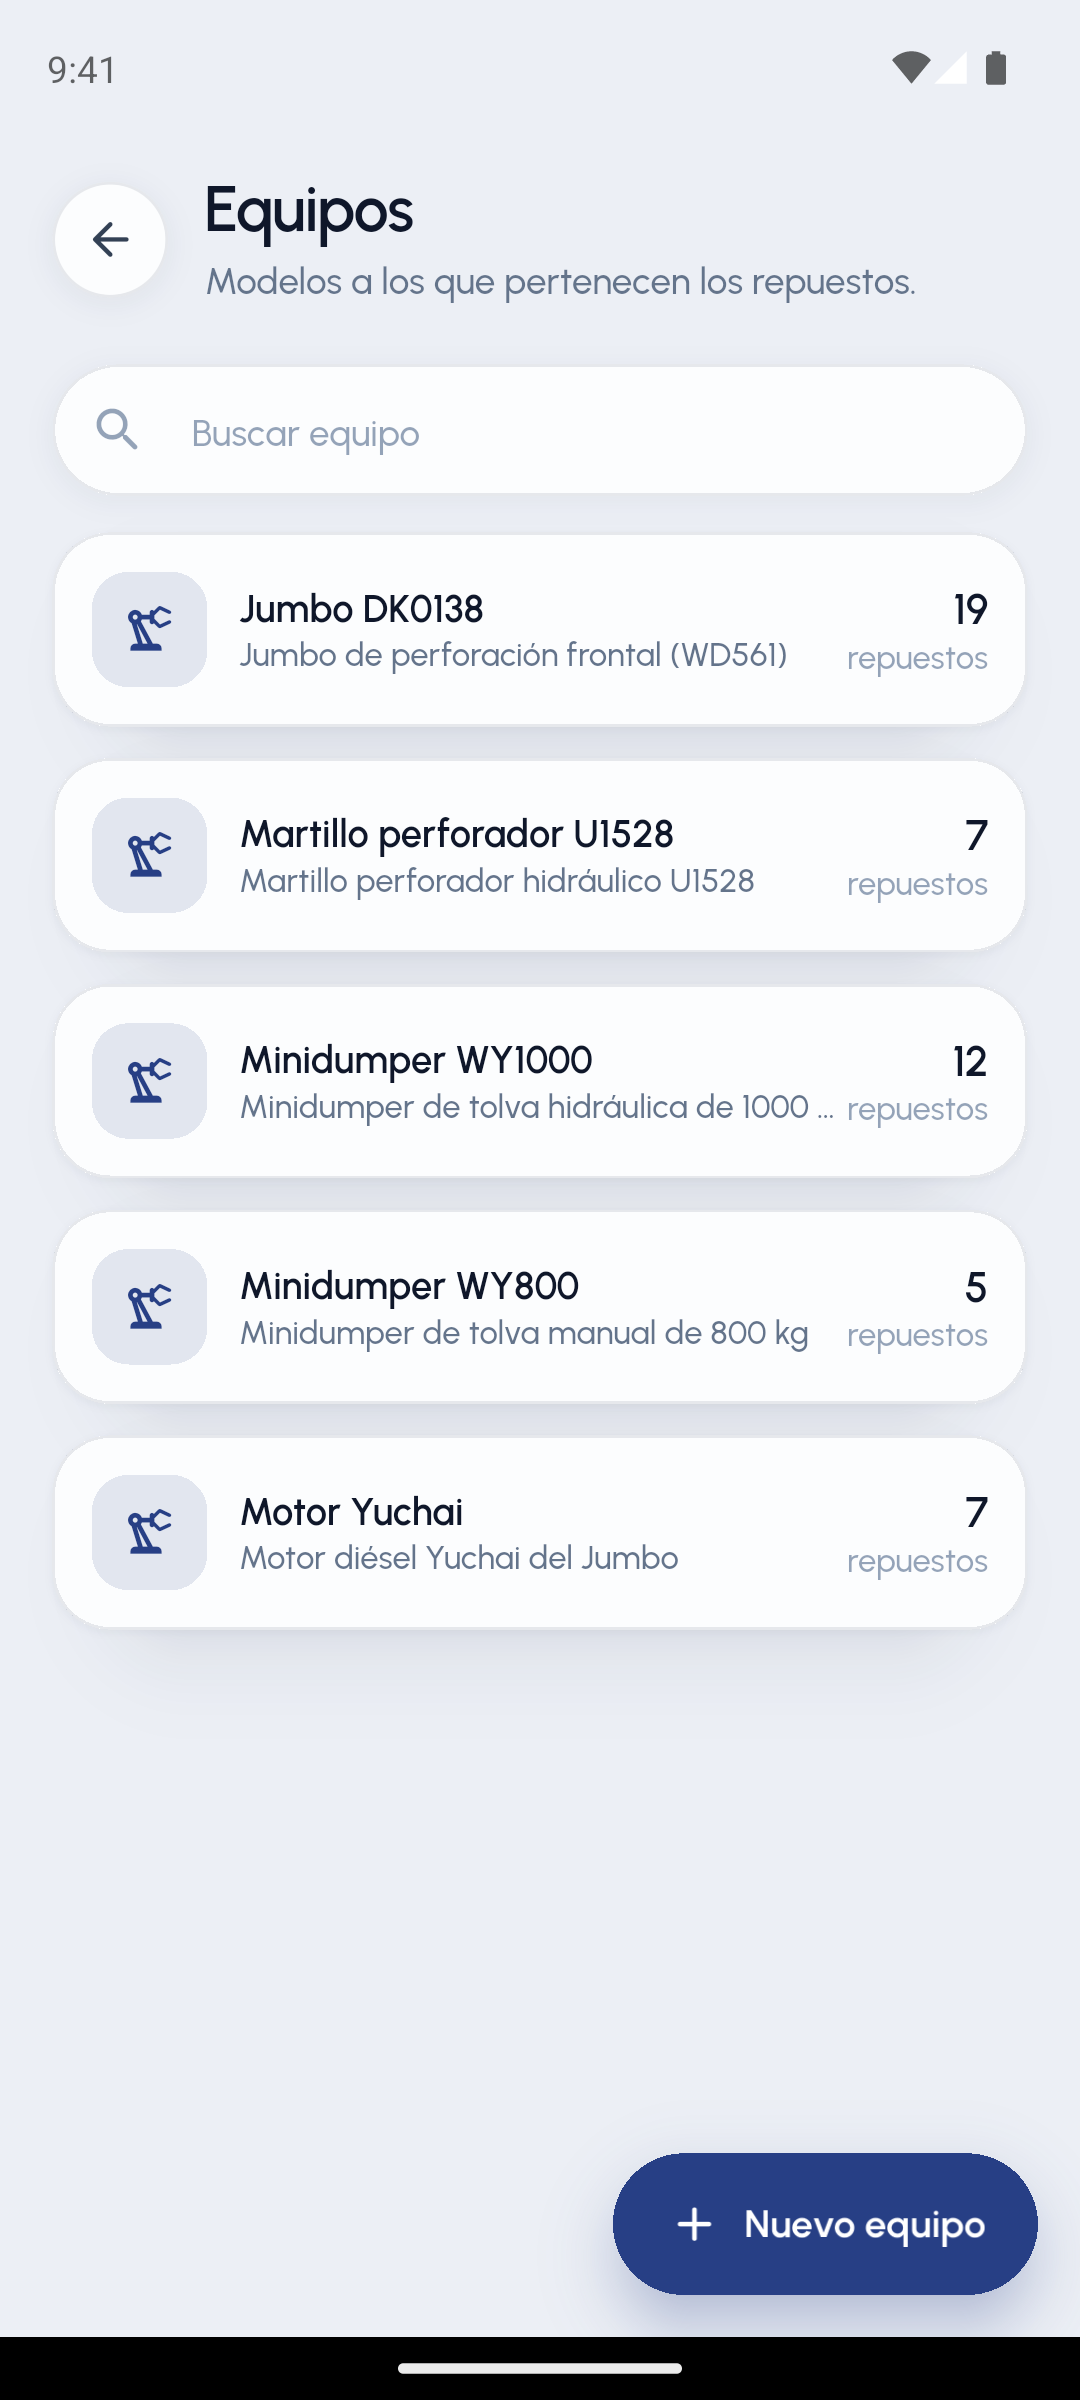 9:41
Equipos
Modelos a los que pertenecen los repuestos.
Buscar equipo
Jumbo DK0138
Jumbo de perforación frontal (WD561)
19
repuestos
Martillo perforador U1528
Martillo perforador hidráulico U1528
7
repuestos
Minidumper WY1000
Minidumper de tolva hidráulica de 1000 ...
12
repuestos
Minidumper WY800
Minidumper de tolva manual de 800 kg
5
repuestos
Motor Yuchai
Motor diésel Yuchai del Jumbo
7
repuestos
Nuevo equipo